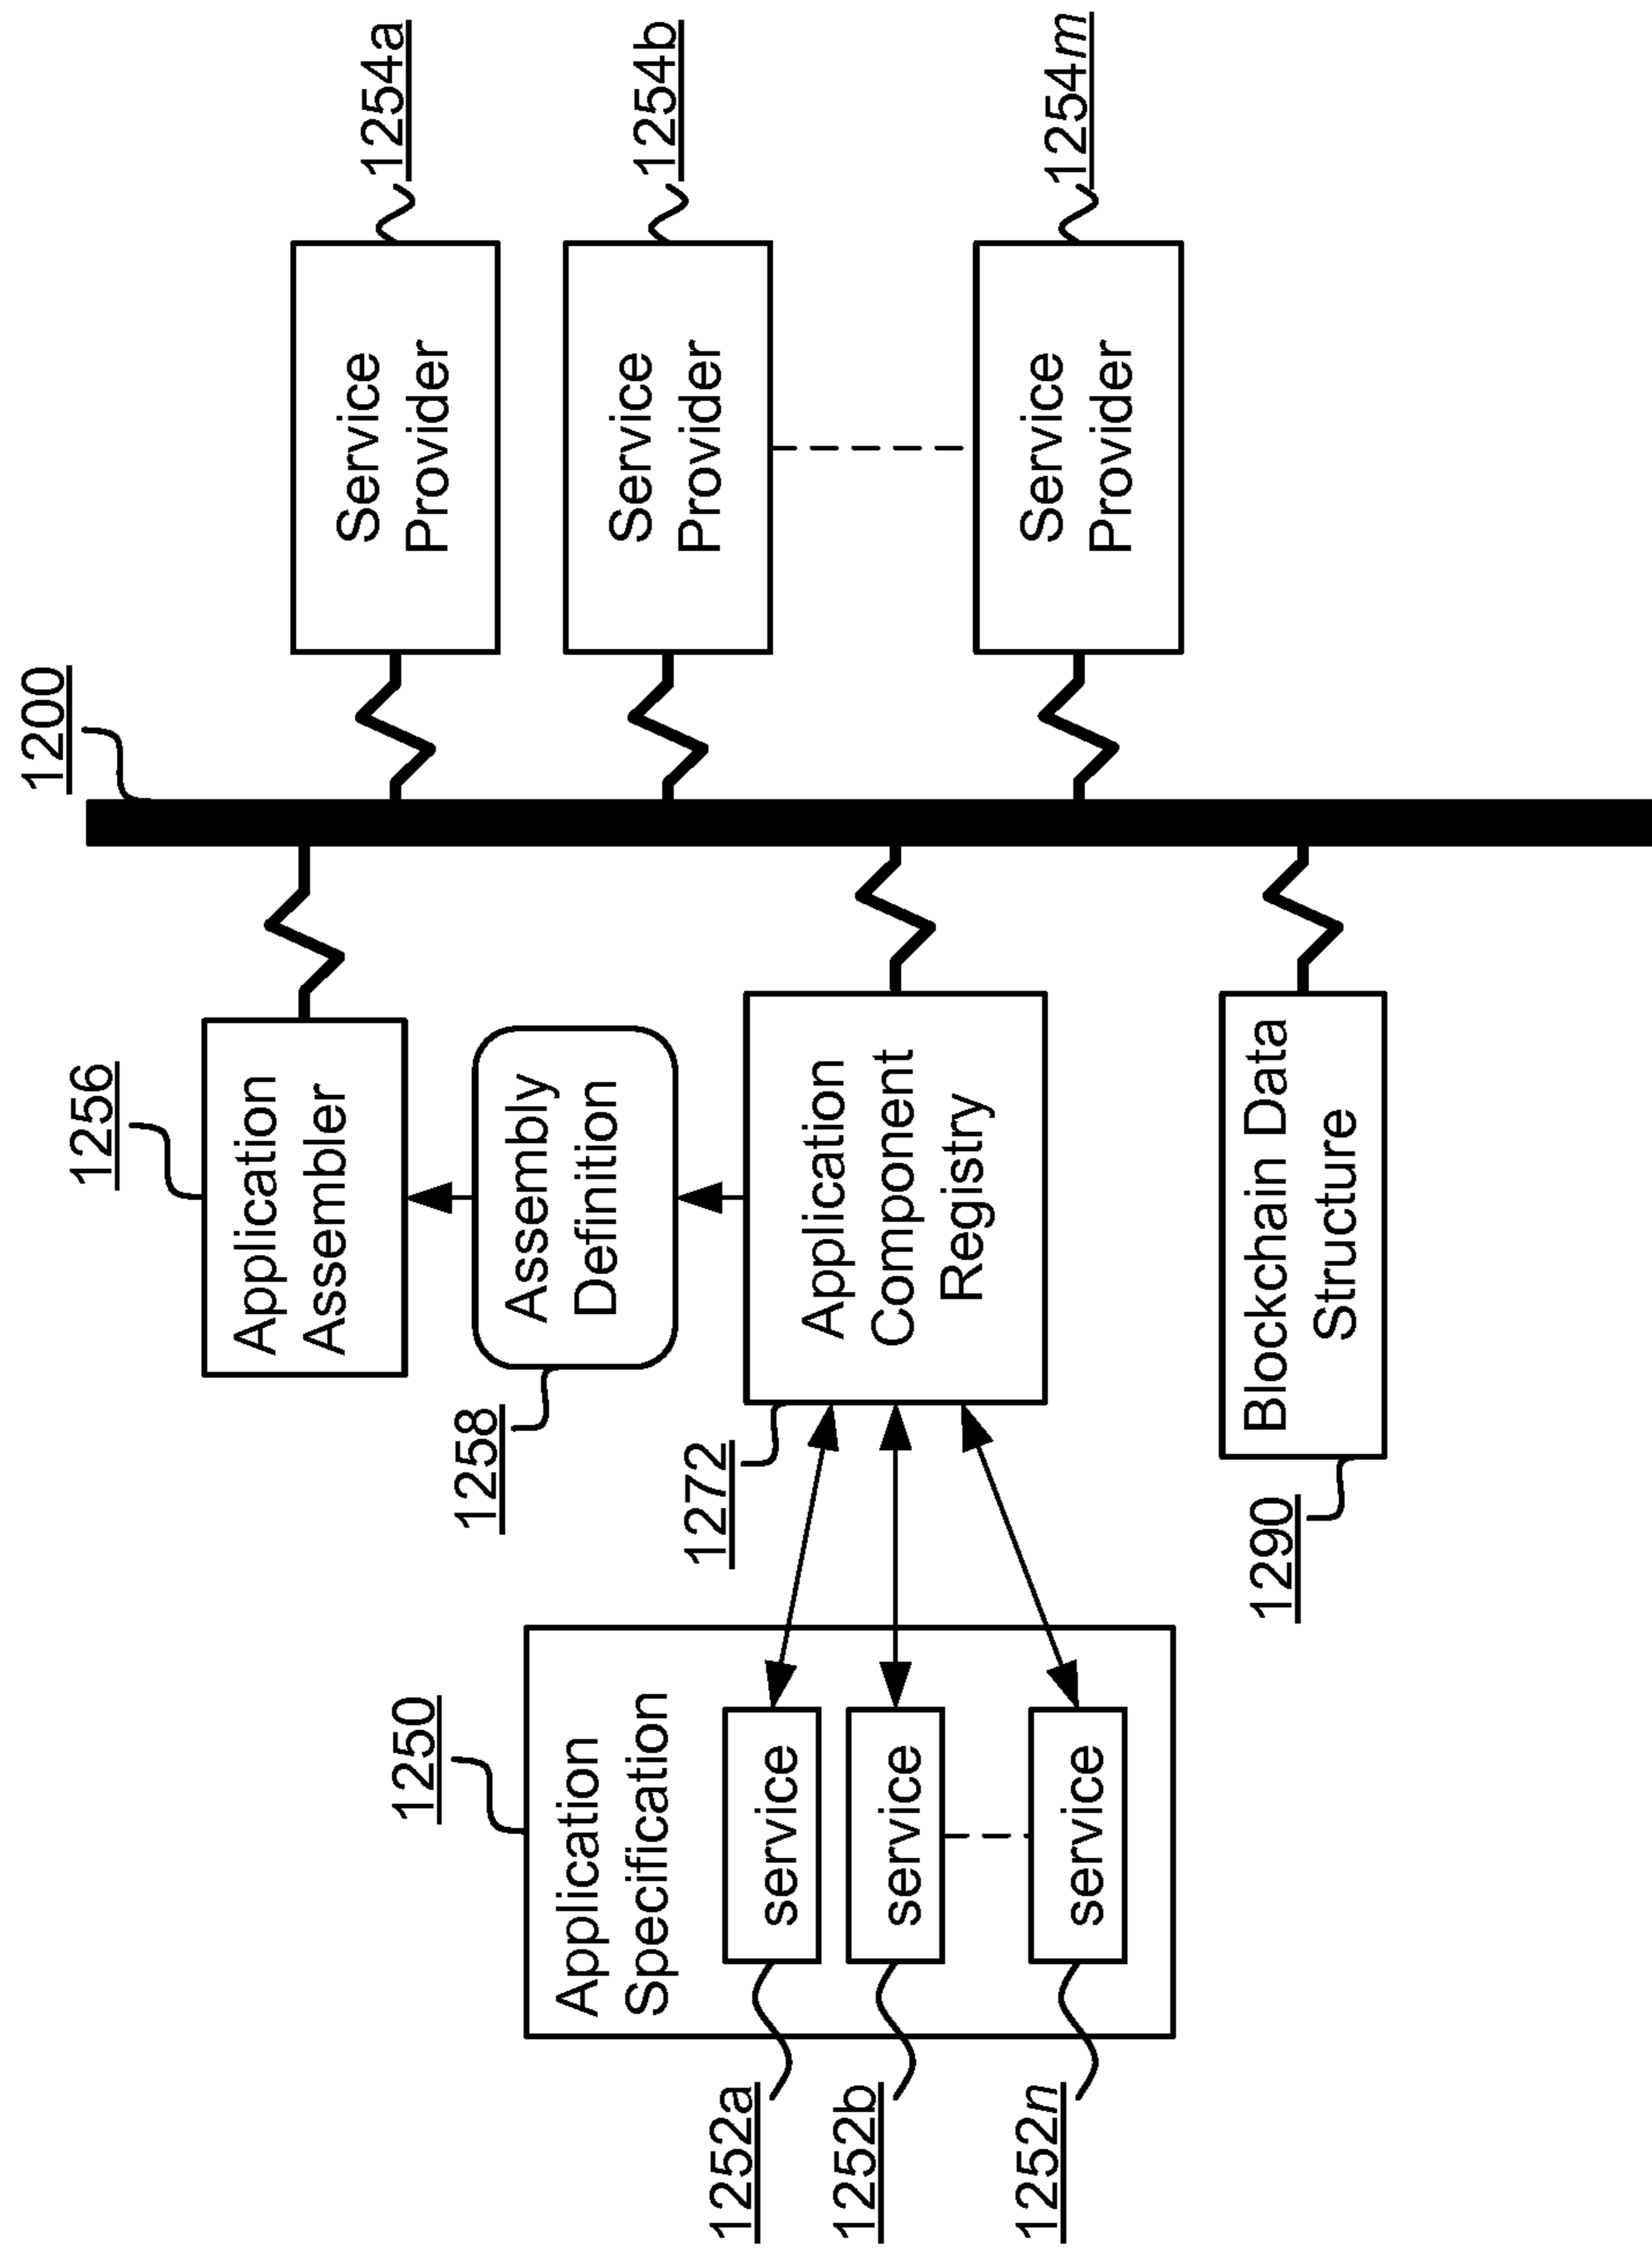 1200
1256
Application
Assembler
1258
Assembly
Definition
1272
Application
Component
Registry
1290
Blockchain Data
Structure
1250
Application
Specification
service
service
service
1252a
1252b
1252n
Service
Provider
1254a
Service
Provider
1254b
Service
Provider
1254m